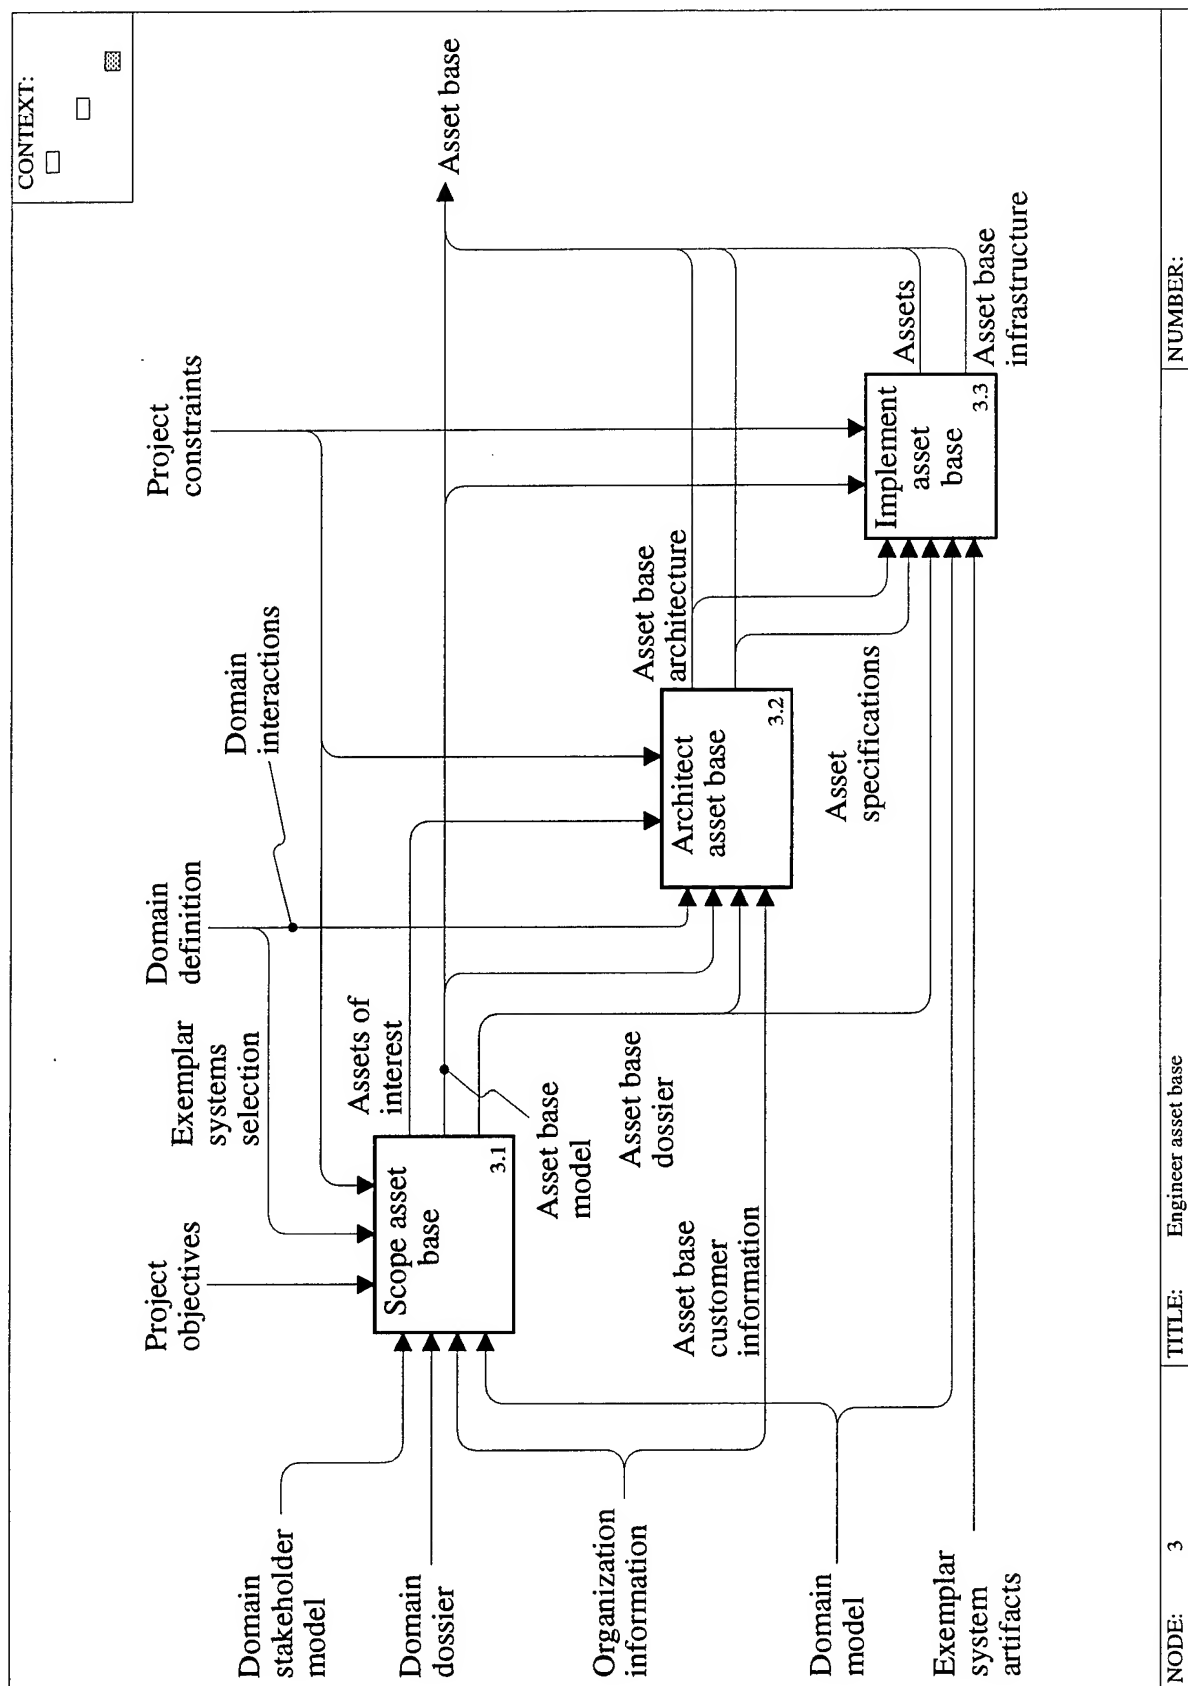 CONTEXT:
Project
objectives
Exemplar
systems
selection
Domain
definition
Domain
interactions
Project
constraints
Domain
stakeholder
model
Domain
dossier
Organization
information
Domain
model
Exemplar
system
artifacts
Scope asset
base
3.1
Assets of
interest
Asset base
model
Asset base
dossier
Asset base
customer
information
Architect
asset base
3.2
Asset base
architecture
Asset
specifications
Implement
asset
base
3.3
Assets
Asset base
infrastructure
Asset base
NODE: 3
TITLE: Engineer asset base
NUMBER: